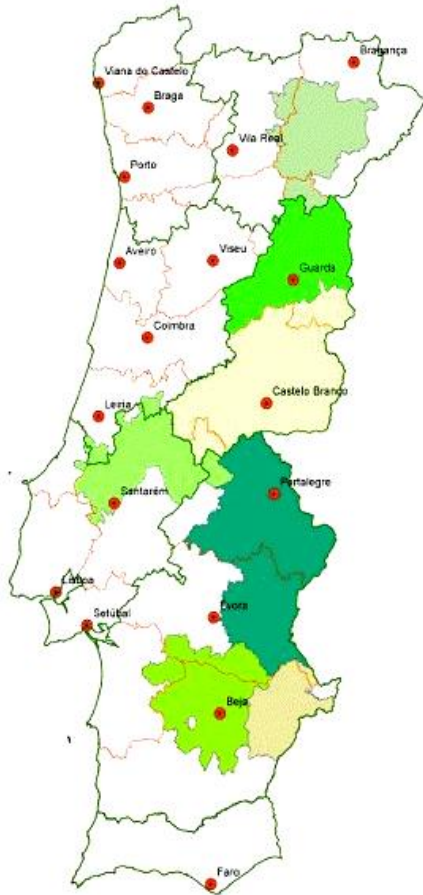 Bragança
Viana do Castelo
Braga
Vila Real
Porto
Aveiro
Viseu
Guarda
Coimbra
Castelo Branco
Leiria
Portalegre
Santarém
Lisboa
Évora
Setúbal
Beja
Faro